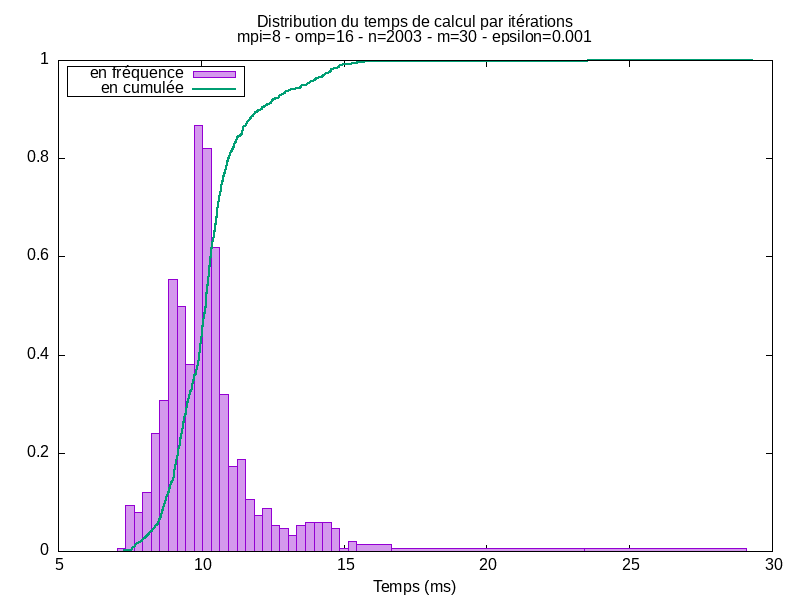 Distribution du temps de calcul par itérations
mpi=8 - omp=16 - n=2003 - m=30 - epsilon=0.001
1
en fréquence
en cumulée
0.8
0.6
0.4
0.2
0
5 10 15 20 25 30
Temps (ms)